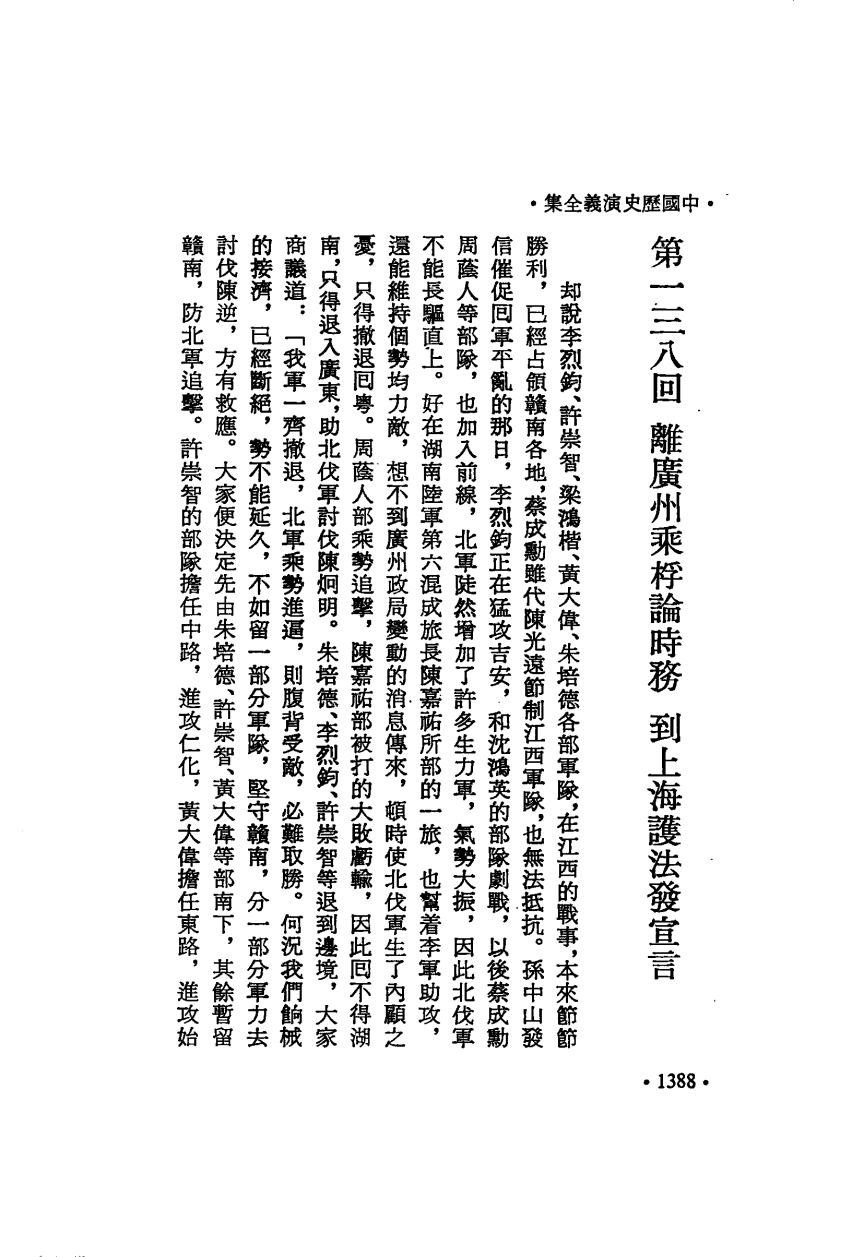 ·中國歷史演義全集·
第一三八回 離廣州乘桴論時務 到上海護法發宣言
却說李烈鈞、許崇智、梁鴻楷、黃大偉、朱培德各部軍隊，在江西的戰事，本來節節
勝利，已經占領贛南各地，蔡成勳雖代陳光遠節制江西軍隊，也無法抵抗。孫中山發
信催促囘軍平亂的那日，李烈鈞正在猛攻吉安，和沈鴻英的部隊劇戰，以後蔡成勳
周蔭人等部隊，也加入前線，北軍陡然增加了許多生力軍，氣勢大振，因此北伐軍
不能長驅直上。好在湖南陸軍第六混成旅長陳嘉祐所部的一旅，也幫着李軍助攻，
還能維持個勢均力敵，想不到廣州政局變動的消息傳來，頓時使北伐軍生了內顧之
憂，只得撤退囘粵。周蔭人部乘勢追擊，陳嘉祐部被打的大敗虧輸，因此囘不得湖
南，只得退入廣東，助北伐軍討伐陳炯明。朱培德、李烈鈞、許崇智等退到邊境，大家
商議道：「我軍一齊撤退，北軍乘勢進逼，則腹背受敵，必難取勝。何況我們餉械
的接濟，已經斷絕，勢不能延久，不如留一部分軍隊，堅守贛南，分一部分軍力去
討伐陳逆，方有救應。大家便決定先由朱培德、許崇智、黃大偉等部南下，其餘暫留
贛南，防北軍追擊。許崇智的部隊擔任中路，進攻仁化，黃大偉擔任東路，進攻始
·1388·